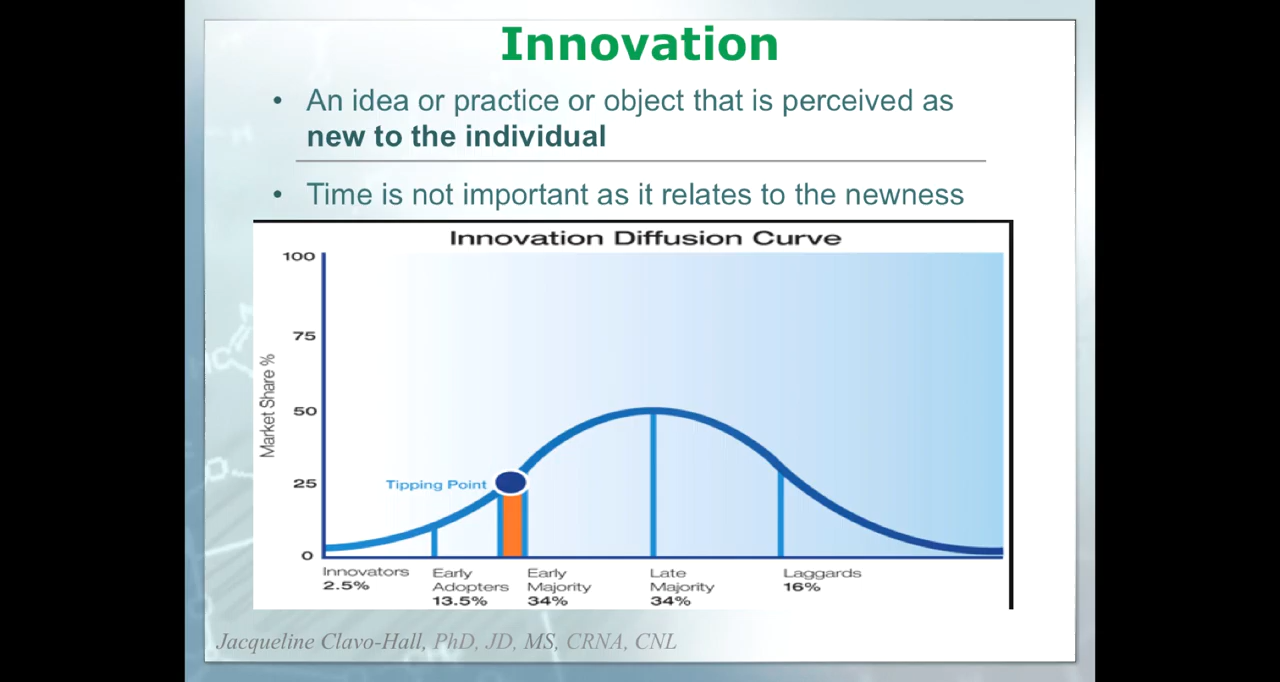 Innovation
• An idea or practice or object that is perceived as
new to the individual
• Time is not important as it relates to the newness
Innovation Diffusion Curve
100
75
50
25
0
Market Share %
Tipping Point
Innovators
2.5%
Early
Adopters
13.5%
Early
Majority
34%
Late
Majority
34%
Laggards
16%
Jacqueline Clavo-Hall, PhD, JD, MS, CRNA, CNL